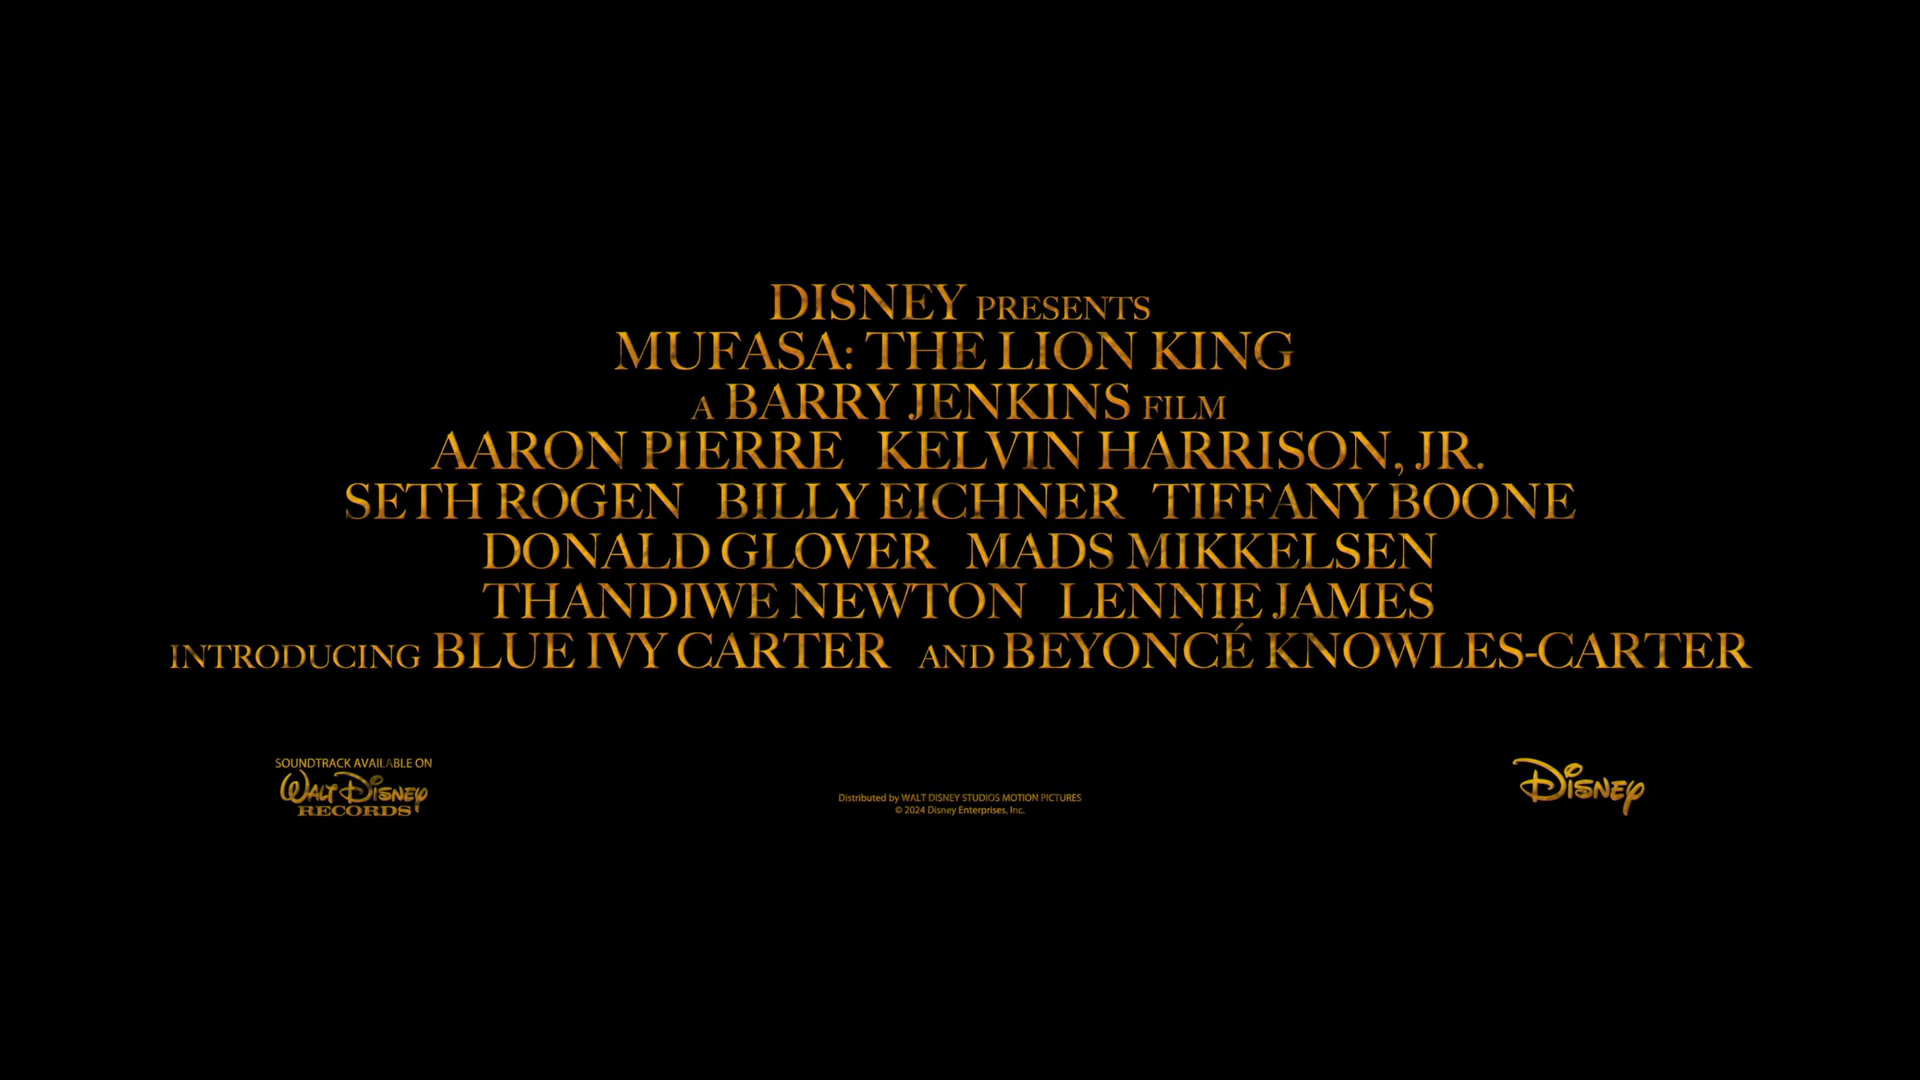 DISNEY PRESENTS
MUFASA: THE LION KING
A BARRY JENKINS FILM
AARON PIERRE KELVIN HARRISON, JR.
SETH ROGEN BILLY EICHNER TIFFANY BOONE
DONALD GLOVER MADS MIKKELSEN
THANDIWE NEWTON LENNIE JAMES
INTRODUCING BLUE IVY CARTER AND BEYONCÉ KNOWLES-CARTER
SOUNDTRACK AVAILABLE ON
WALT DISNEY
RECORDS
Distributed by WALT DISNEY STUDIOS MOTION PICTURES
© 2024 Disney Enterprises, Inc.
DISNEY